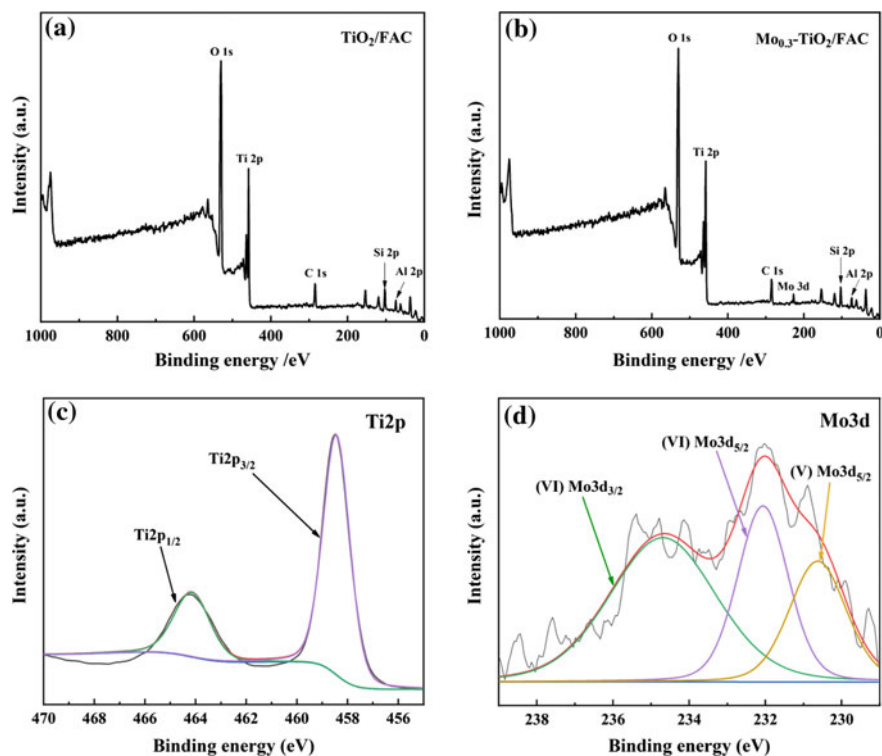 (a)
TiO₂/FAC
O 1s
Ti 2p
C 1s
Si 2p
Al 2p
Intensity (a.u.)
1000 800 600 400 200 0
Binding energy /eV
(b)
Mo₀.₃-TiO₂/FAC
O 1s
Ti 2p
C 1s
Mo 3d
Si 2p
Al 2p
Intensity (a.u.)
1000 800 600 400 200 0
Binding energy /eV
(c)
Ti2p
Ti2p₃/₂
Ti2p₁/₂
Intensity (a.u.)
470 468 466 464 462 460 458 456
Binding energy (eV)
(d)
Mo3d
(VI) Mo3d₅/₂
(V) Mo3d₅/₂
(VI) Mo3d₃/₂
Intensity (a.u.)
238 236 234 232 230
Binding energy (eV)